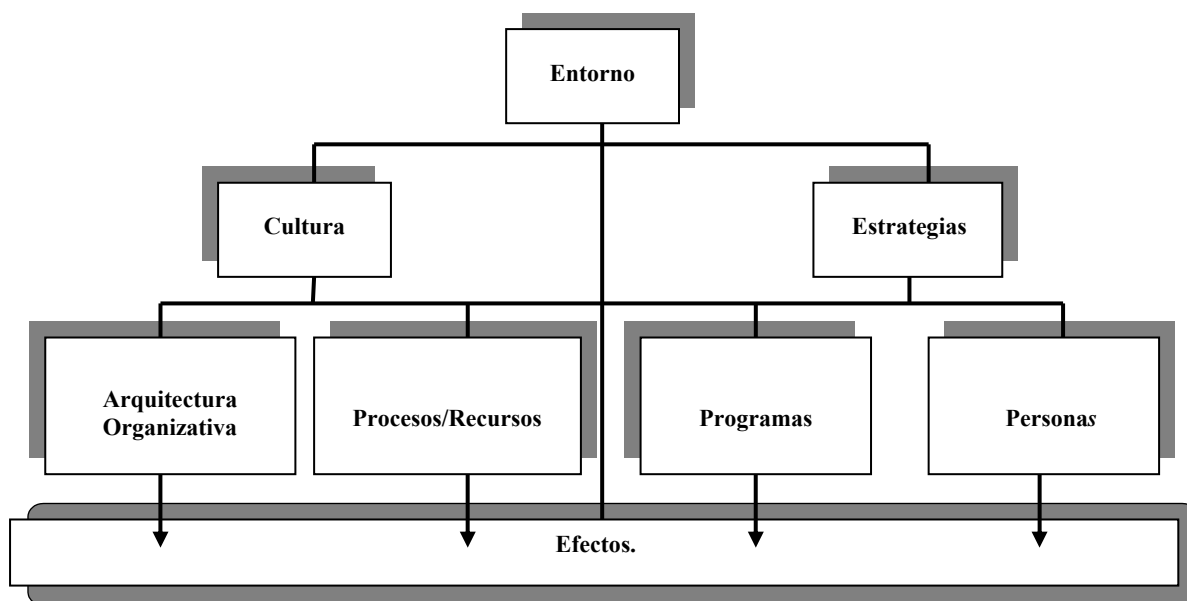 Entorno
Cultura
Estrategias
Arquitectura
Organizativa
Procesos/Recursos
Programas
Personas
Efectos.